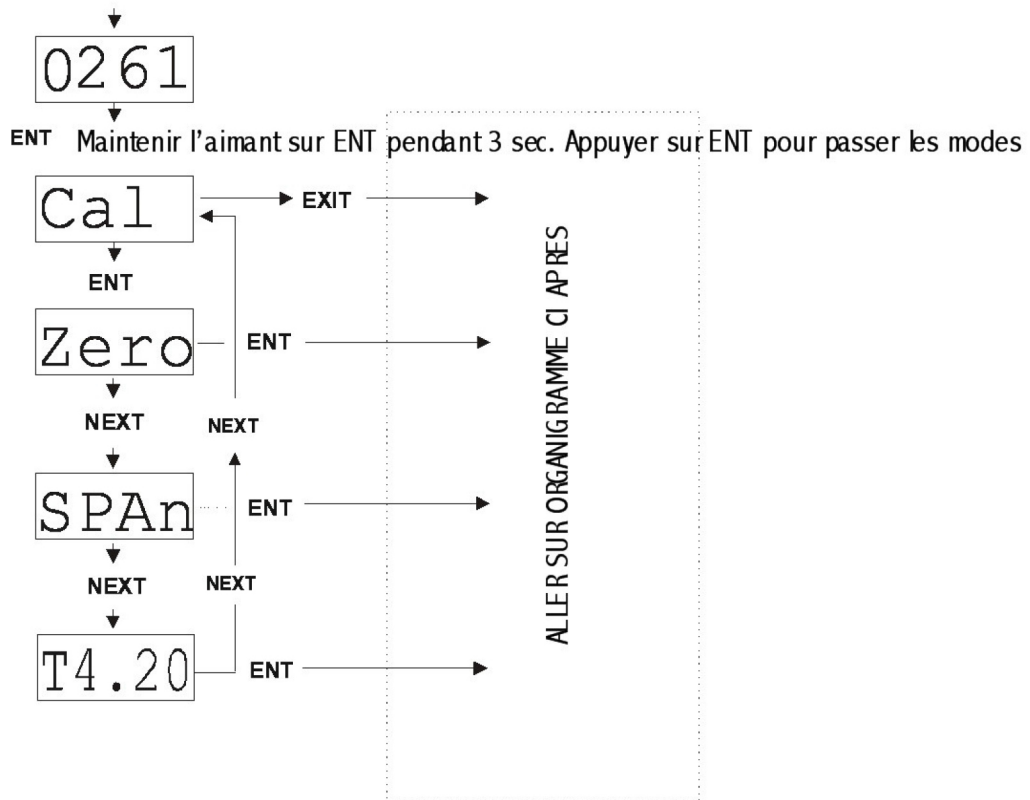 0261
ENT Maintenir l'aimant sur ENT pendant 3 sec. Appuyer sur ENT pour passer les modes
Cal
EXIT
ENT
Zero
ENT
NEXT
NEXT
SPAn
ENT
NEXT
NEXT
T4.20
ENT
ALLER SUR ORGANIGRAMME CI APRES